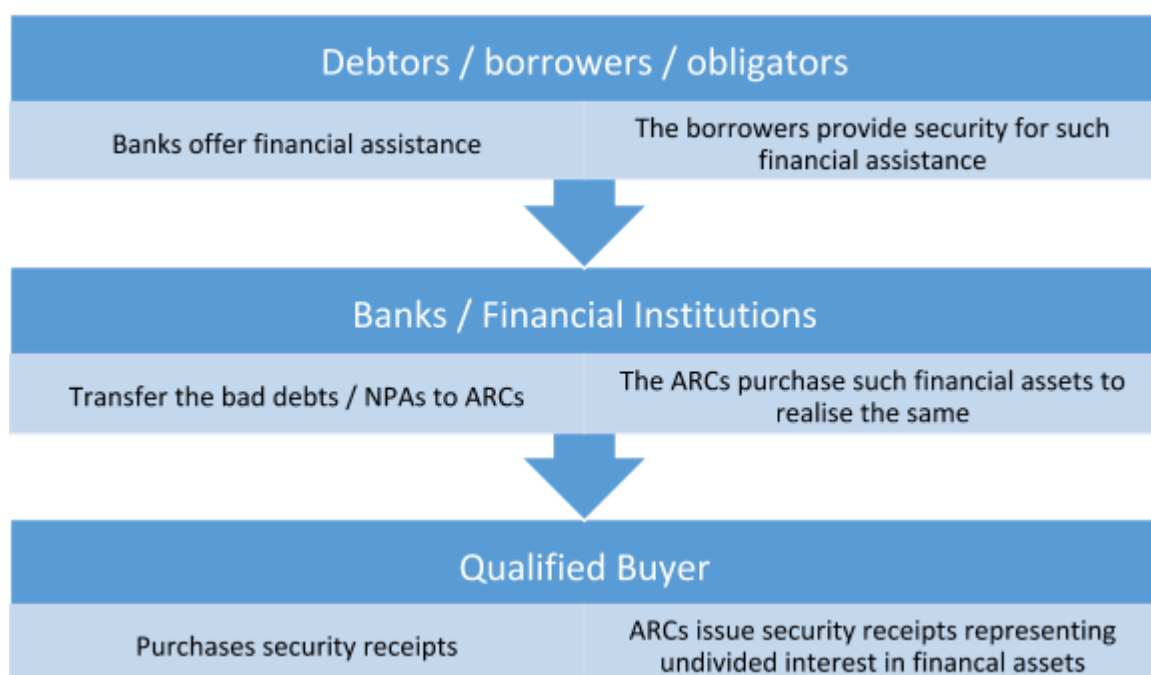 Debtors / borrowers / obligators
Banks offer financial assistance
The borrowers provide security for such
financial assistance
Banks / Financial Institutions
Transfer the bad debts / NPAs to ARCs
The ARCs purchase such financial assets to
realise the same
Qualified Buyer
Purchases security receipts
ARCs issue security receipts representing
undivided interest in financal assets